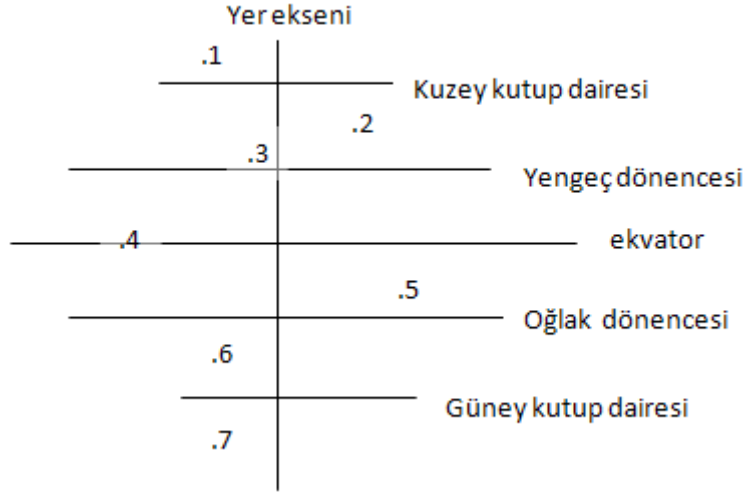 Yer ekseni
.1
Kuzey kutup dairesi
.2
.3
Yengeç dönencesi
.4
ekvator
.5
Oğlak dönencesi
.6
Güney kutup dairesi
.7